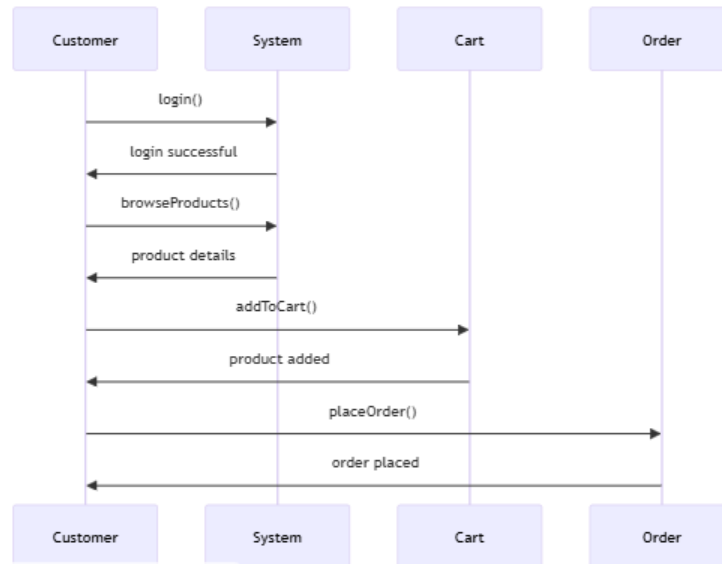 Customer System Cart Order
login()
login successful
browseProducts()
product details
addToCart()
product added
placeOrder()
order placed
Customer System Cart Order